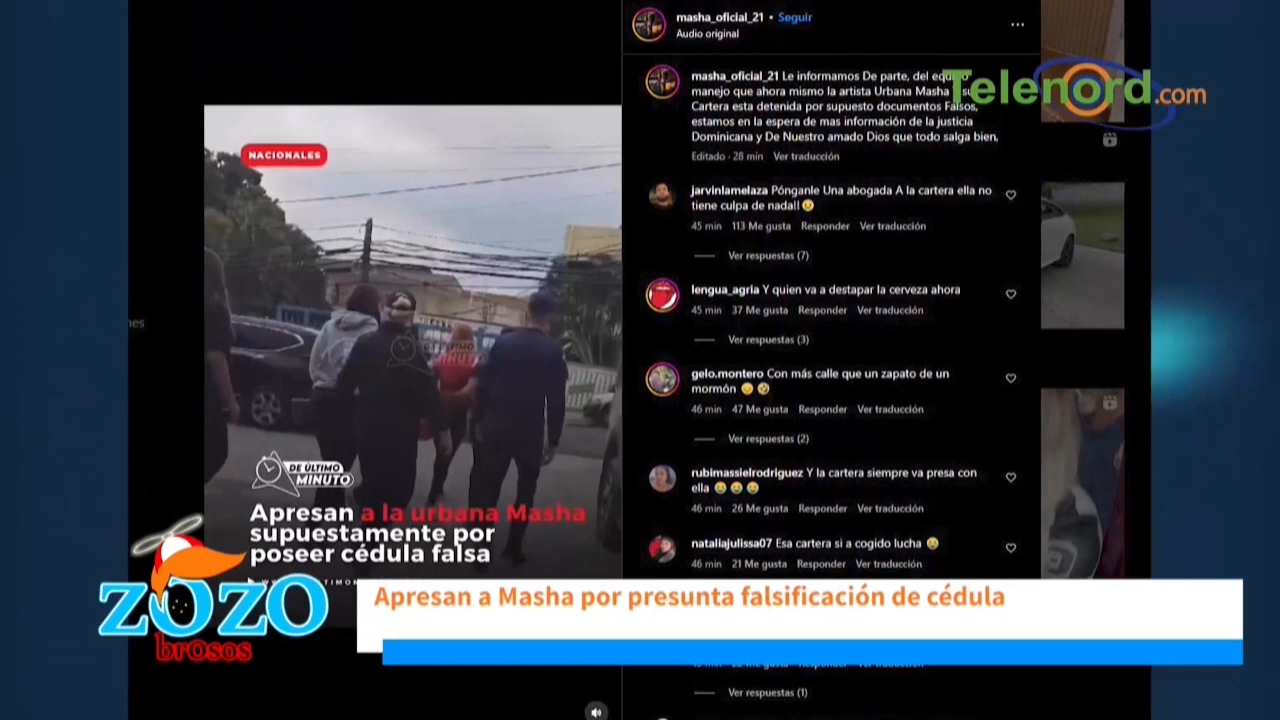 masha_oficial_21 • Seguir
Audio original
Telenord.com
masha_oficial_21 Le informamos De parte, del equipo
manejo que ahora mismo la artista Urbana Masha
Cartera esta detenida por supuesto documentos Falsos,
estamos en la espera de mas información de la justicia
Dominicana y De Nuestro amado Dios que todo salga bien.
Editado · 28 min Ver traducción
jarvinlamelaza Pónganle Una abogada A la cartera ella no
tiene culpa de nada!!😢
45 min 113 Me gusta Responder Ver traducción
Ver respuestas (7)
lengua_agria Y quien va a destapar la cerveza ahora
45 min 37 Me gusta Responder Ver traducción
Ver respuestas (3)
gelo.montero Con más calle que un zapato de un
mormón 😂 🤣
46 min 47 Me gusta Responder Ver traducción
Ver respuestas (2)
rubimassielrodriguez Y la cartera siempre va presa con
ella 😂 😂 😂
46 min 26 Me gusta Responder Ver traducción
nataliajulissa07 Esa cartera si a cogido lucha 😂
46 min 21 Me gusta Responder Ver traducción
Ver respuestas (1)
NACIONALES
DE ÚLTIMO
MINUTO
DE ÚLTIMO
MINUTO
Apresan a la urbana Masha
supuestamente por
poseer cédula falsa
ZOZO
brOsos
Apresan a Masha por presunta falsificación de cédula